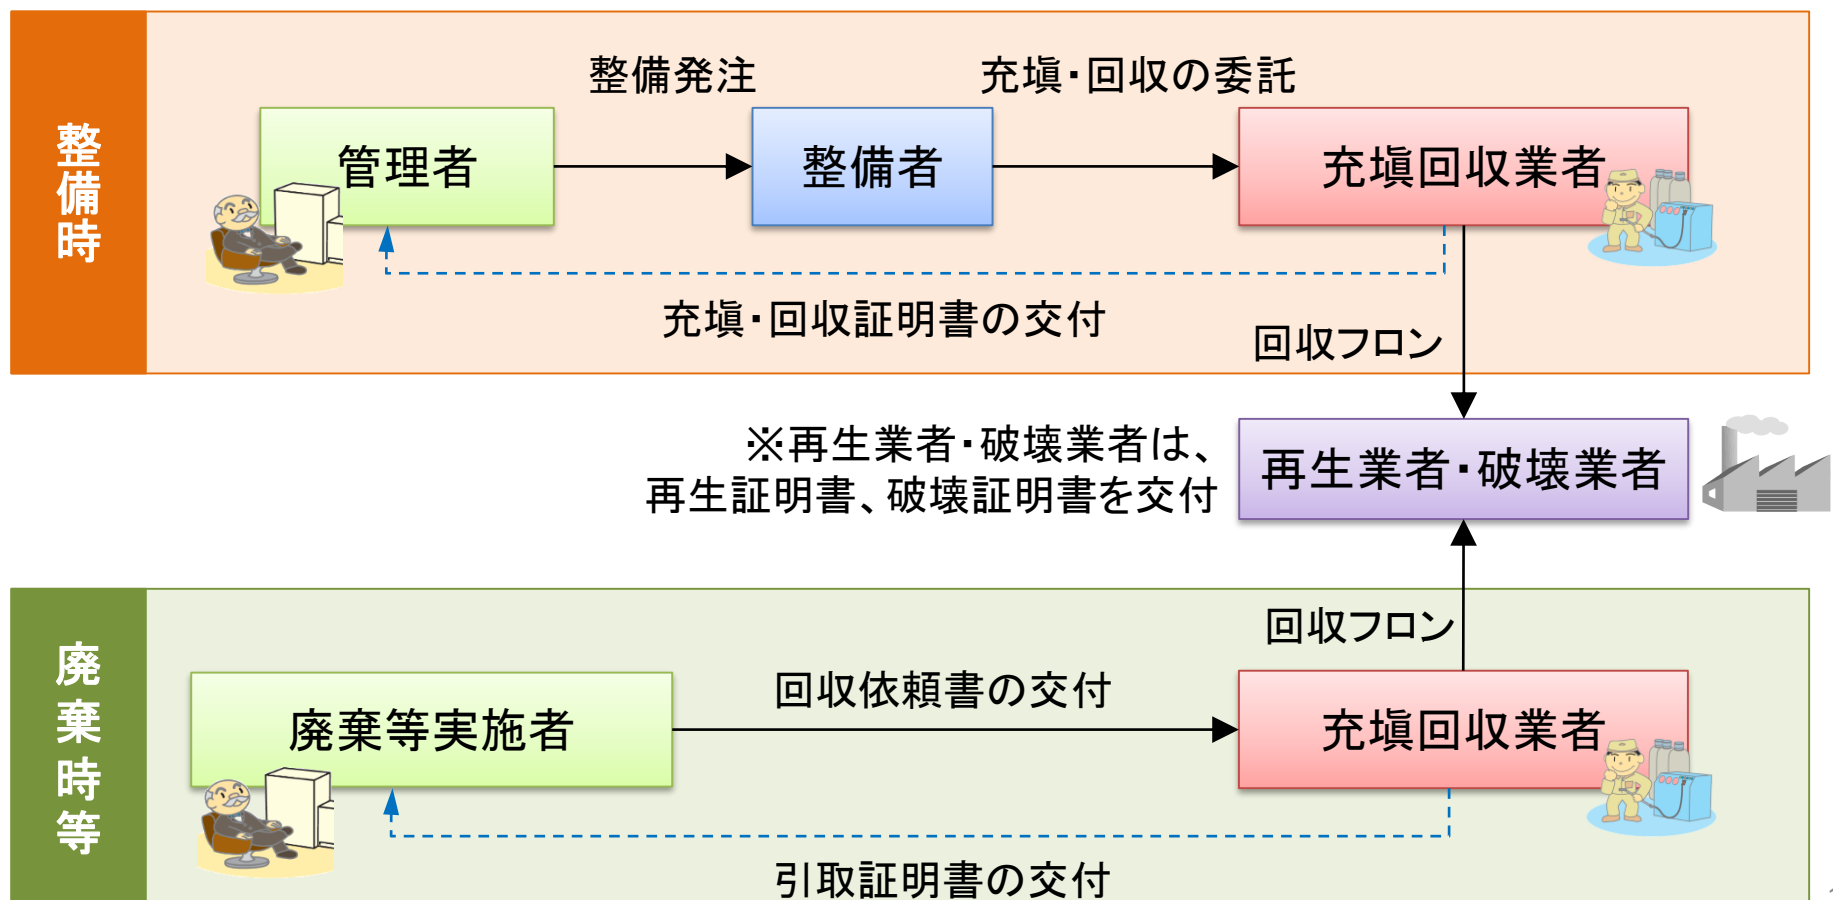 整備時
整備発注
充塡・回収の委託
管理者
整備者
充塡回収業者
充塡・回収証明書の交付
回収フロン
※再生業者・破壊業者は、
再生証明書、破壊証明書を交付
再生業者・破壊業者
廃棄時等
回収フロン
回収依頼書の交付
廃棄等実施者
充塡回収業者
引取証明書の交付